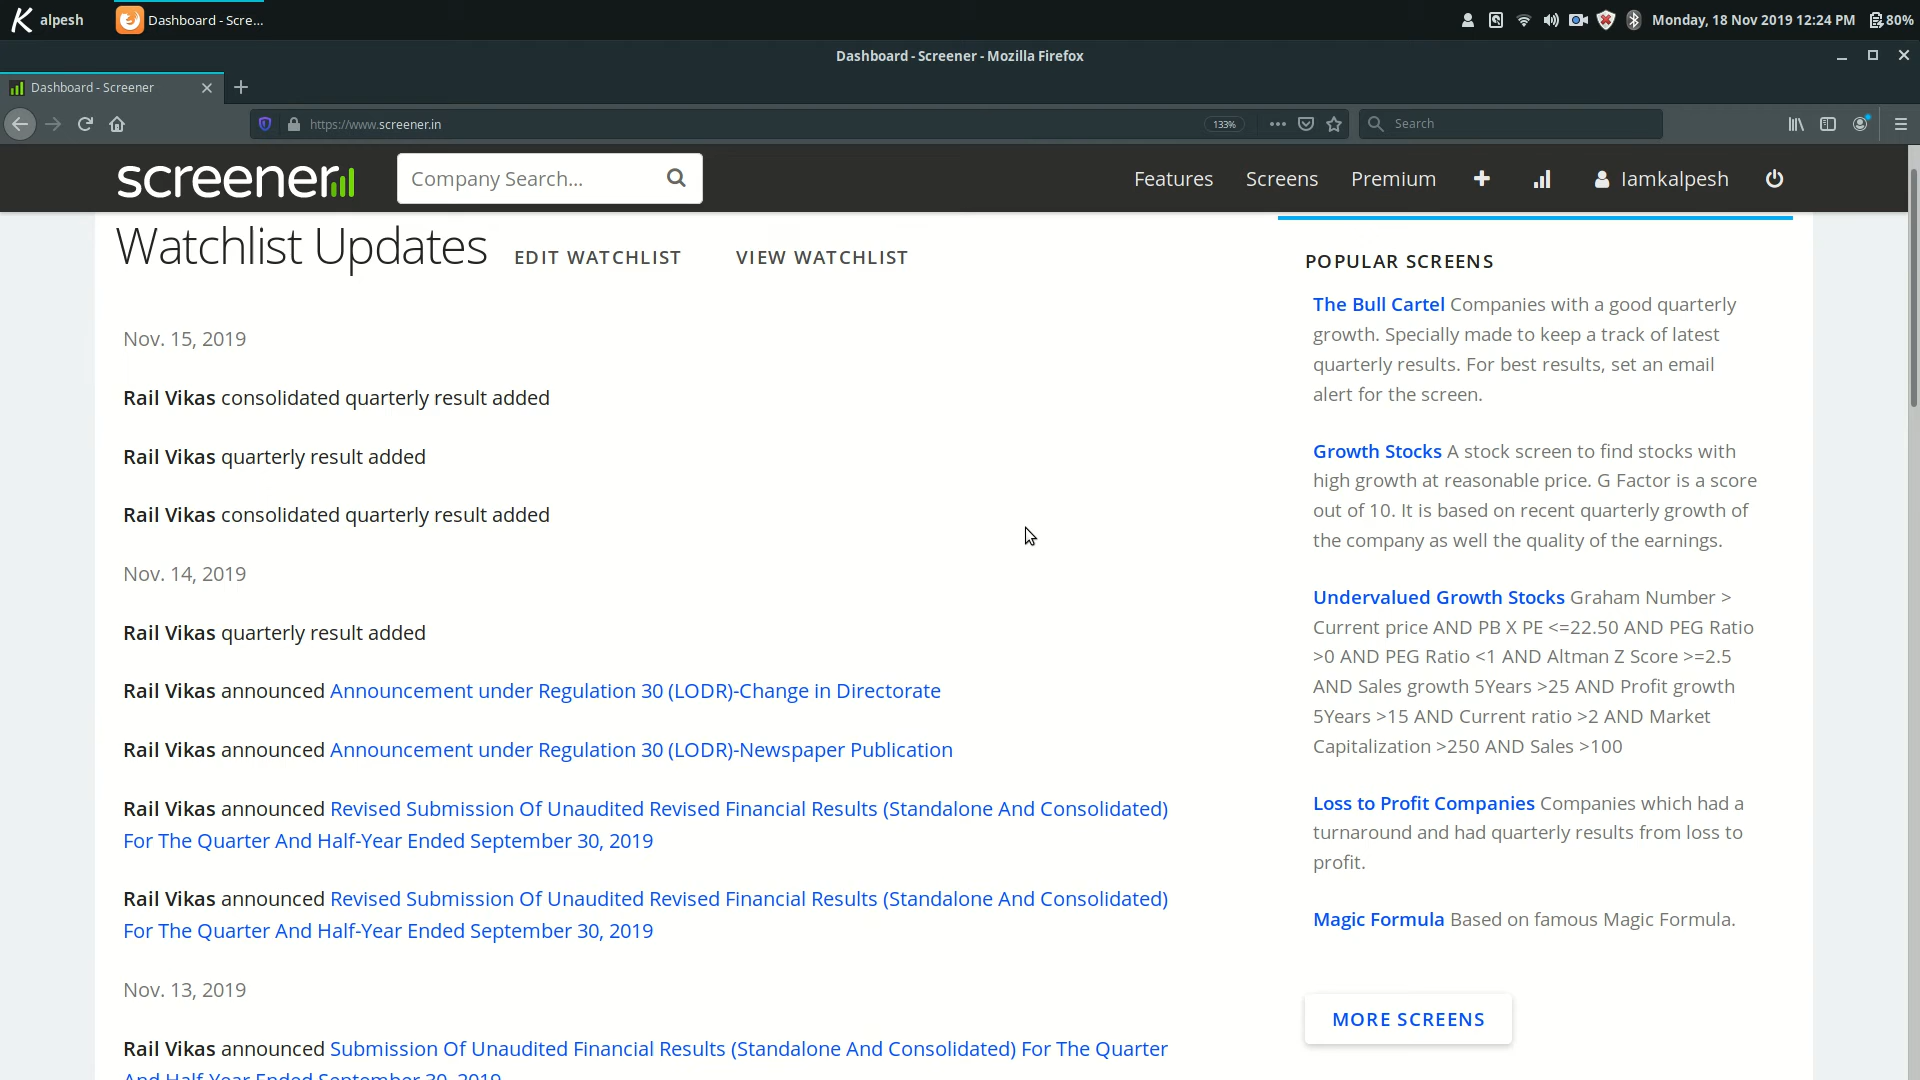 alpesh
Dashboard - Scre...
Monday, 18 Nov 2019 12:24 PM
80%
Dashboard - Screener - Mozilla Firefox
Dashboard - Screener
https://www.screener.in
133%
Search
screener
Company Search...
Features
Screens
Premium
Iamkalpesh
Watchlist Updates
EDIT WATCHLIST
VIEW WATCHLIST
Nov. 15, 2019
Rail Vikas consolidated quarterly result added
Rail Vikas quarterly result added
Rail Vikas consolidated quarterly result added
Nov. 14, 2019
Rail Vikas quarterly result added
Rail Vikas announced Announcement under Regulation 30 (LODR)-Change in Directorate
Rail Vikas announced Announcement under Regulation 30 (LODR)-Newspaper Publication
Rail Vikas announced Revised Submission Of Unaudited Revised Financial Results (Standalone And Consolidated)
For The Quarter And Half-Year Ended September 30, 2019
Rail Vikas announced Revised Submission Of Unaudited Revised Financial Results (Standalone And Consolidated)
For The Quarter And Half-Year Ended September 30, 2019
Nov. 13, 2019
Rail Vikas announced Submission Of Unaudited Financial Results (Standalone And Consolidated) For The Quarter
And Half-Year Ended September 30, 2019
POPULAR SCREENS
The Bull Cartel Companies with a good quarterly
growth. Specially made to keep a track of latest
quarterly results. For best results, set an email
alert for the screen.
Growth Stocks A stock screen to find stocks with
high growth at reasonable price. G Factor is a score
out of 10. It is based on recent quarterly growth of
the company as well the quality of the earnings.
Undervalued Growth Stocks Graham Number >
Current price AND PB X PE <=22.50 AND PEG Ratio
>0 AND PEG Ratio <1 AND Altman Z Score >=2.5
AND Sales growth 5Years >25 AND Profit growth
5Years >15 AND Current ratio >2 AND Market
Capitalization >250 AND Sales >100
Loss to Profit Companies Companies which had a
turnaround and had quarterly results from loss to
profit.
Magic Formula Based on famous Magic Formula.
MORE SCREENS